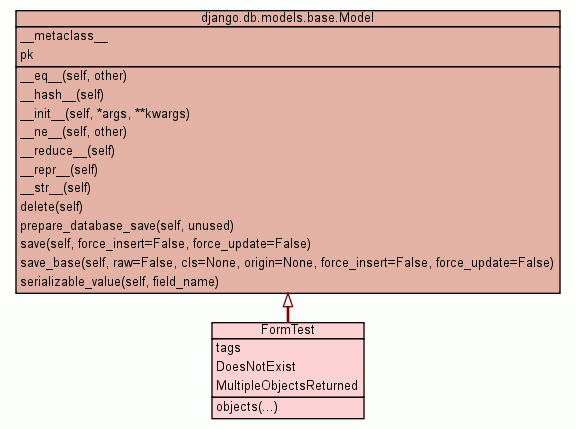 django.db.models.base.Model
__metaclass__
pk
__eq__(self, other)
__hash__(self)
__init__(self, *args, **kwargs)
__ne__(self, other)
__reduce__(self)
__repr__(self)
__str__(self)
delete(self)
prepare_database_save(self, unused)
save(self, force_insert=False, force_update=False)
save_base(self, raw=False, cls=None, origin=None, force_insert=False, force_update=False)
serializable_value(self, field_name)
FormTest
tags
DoesNotExist
MultipleObjectsReturned
objects(...)